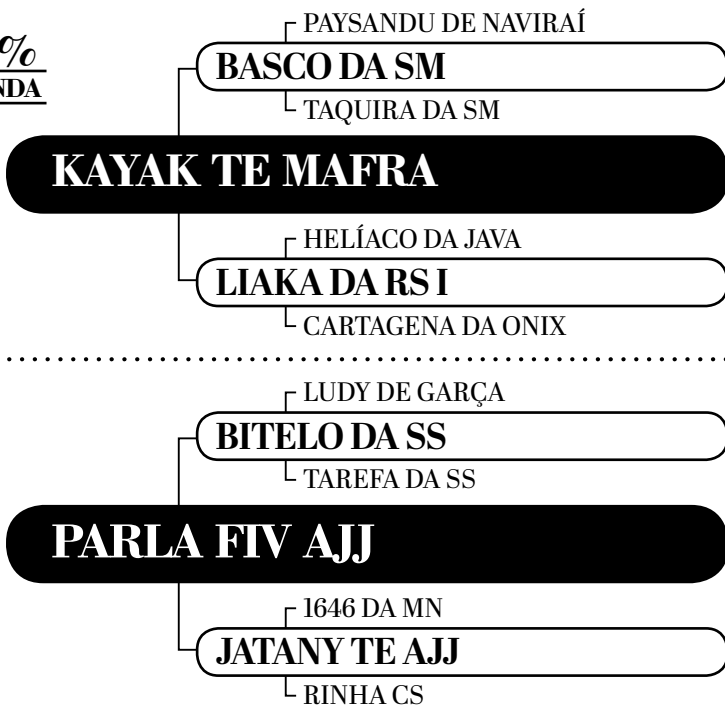 %
PAYSANDU DE NAVIRAÍ
BASCO DA SM
TAQUIRA DA SM
KAYAK TE MAFRA
HELÍACO DA JAVA
LIAKA DA RS I
CARTAGENA DA ONIX
LUDY DE GARÇA
BITELO DA SS
TAREFA DA SS
PARLA FIV AJJ
1646 DA MN
JATANY TE AJJ
RINHA CS